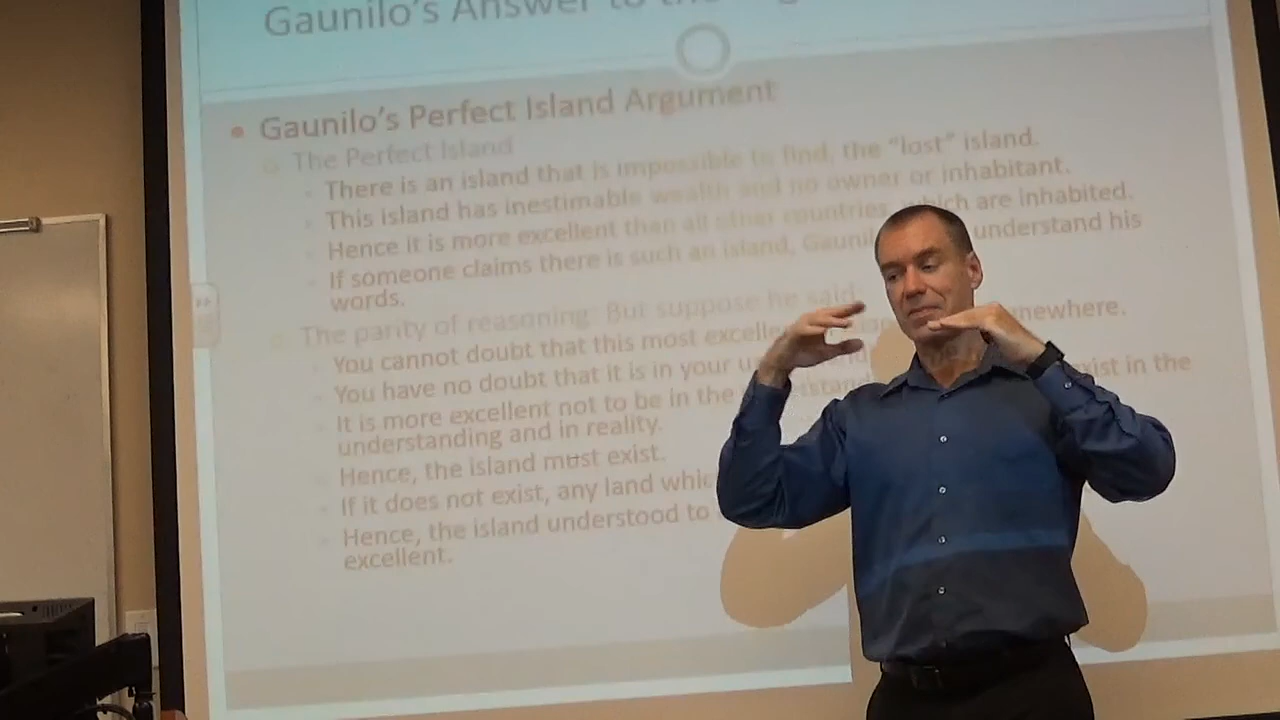 Gaunilo's Answer to the
Gaunilo's Perfect Island Argument
The Perfect Island
There is an island that is impossible to find, the "lost" island.
This island has inestimable wealth and no owner or inhabitant.
Hence it is more excellent than all other countries, which are inhabited.
If someone claims there is such an island, understand his
words.
The parity of reasoning: But suppose he said:
You cannot doubt that this most
You have no doubt that it is in your
It is more excellent not to be in the exist in the
understanding and in reality.
Hence, the island must exist.
If it does not exist, any land
Hence, the island understood to
excellent.